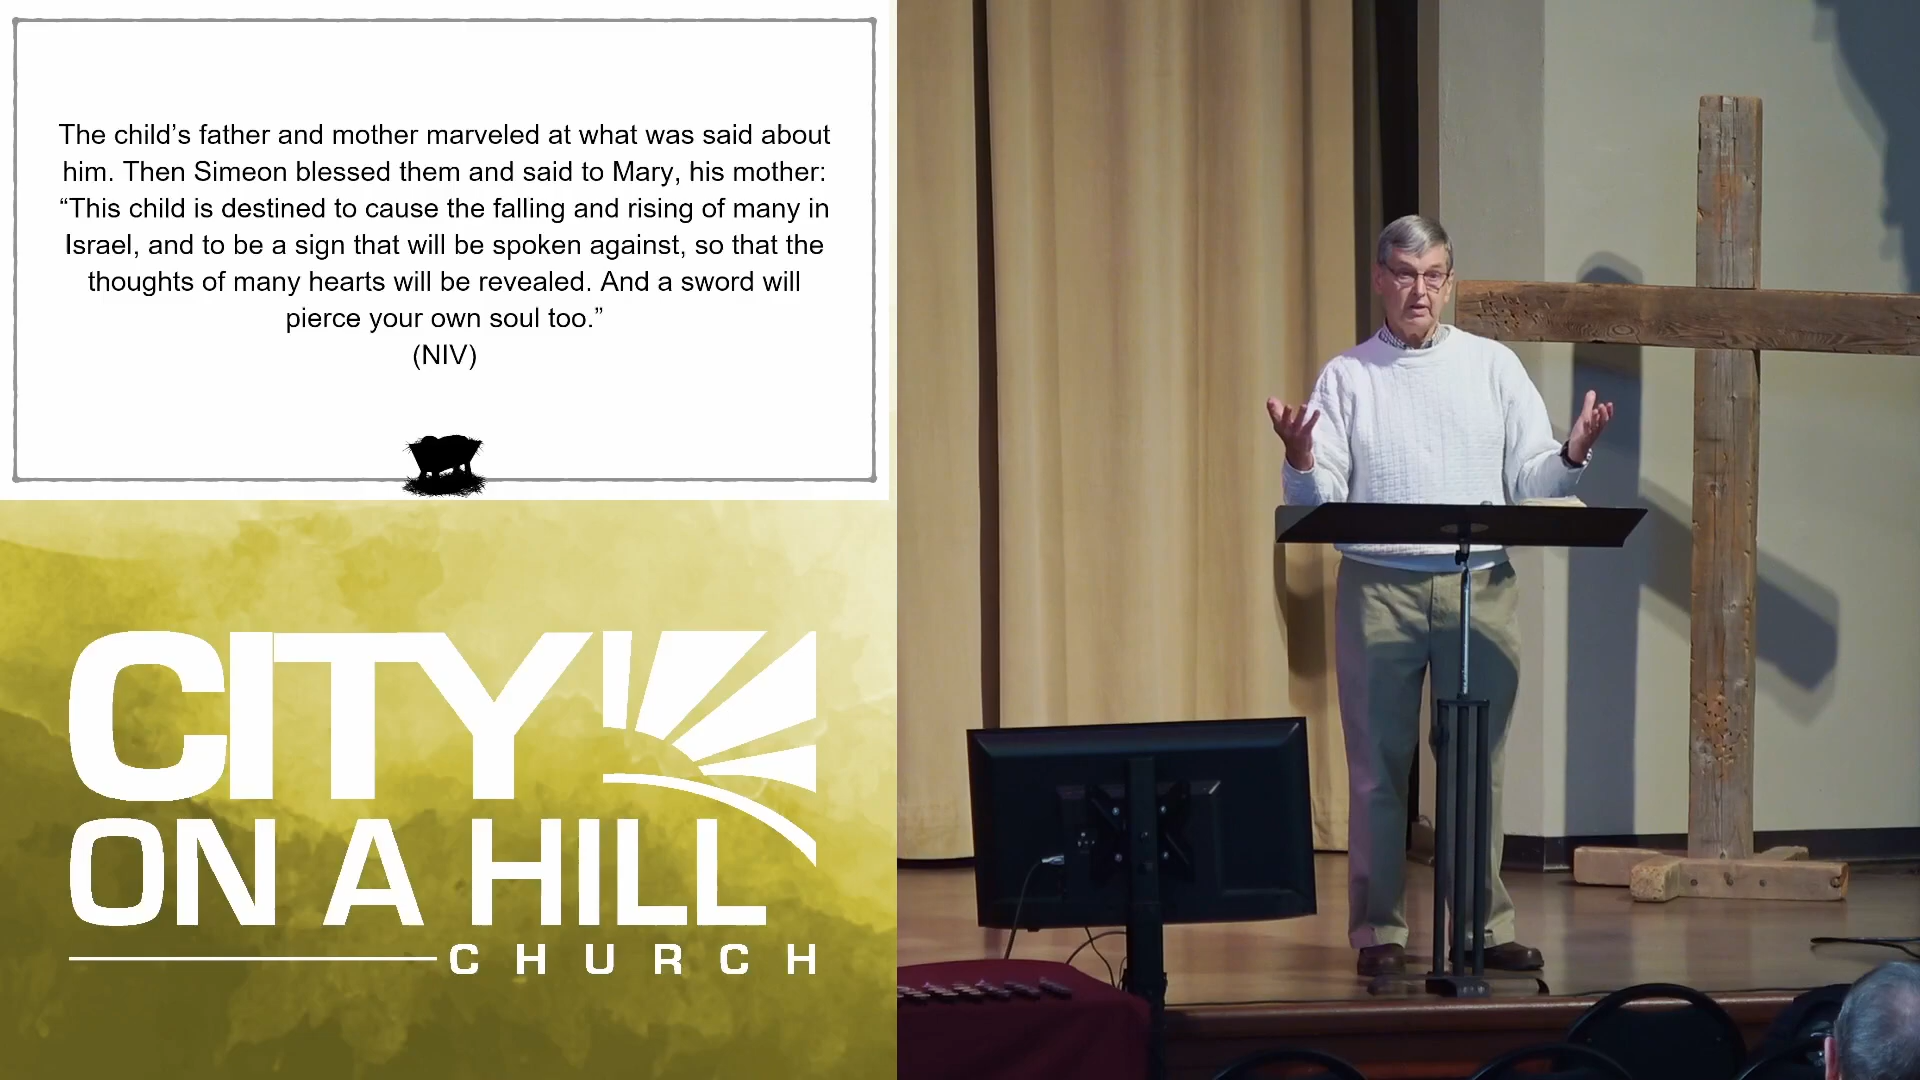 The child’s father and mother marveled at what was said about
him. Then Simeon blessed them and said to Mary, his mother:
“This child is destined to cause the falling and rising of many in
Israel, and to be a sign that will be spoken against, so that the
thoughts of many hearts will be revealed. And a sword will
pierce your own soul too.”
(NIV)
CITY
ON A HILL
CHURCH